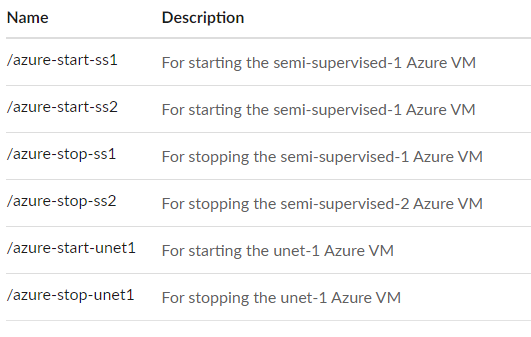 Name Description
/azure-start-ss1 For starting the semi-supervised-1 Azure VM
/azure-start-ss2 For starting the semi-supervised-1 Azure VM
/azure-stop-ss1 For stopping the semi-supervised-1 Azure VM
/azure-stop-ss2 For stopping the semi-supervised-2 Azure VM
/azure-start-unet1 For starting the unet-1 Azure VM
/azure-stop-unet1 For stopping the unet-1 Azure VM